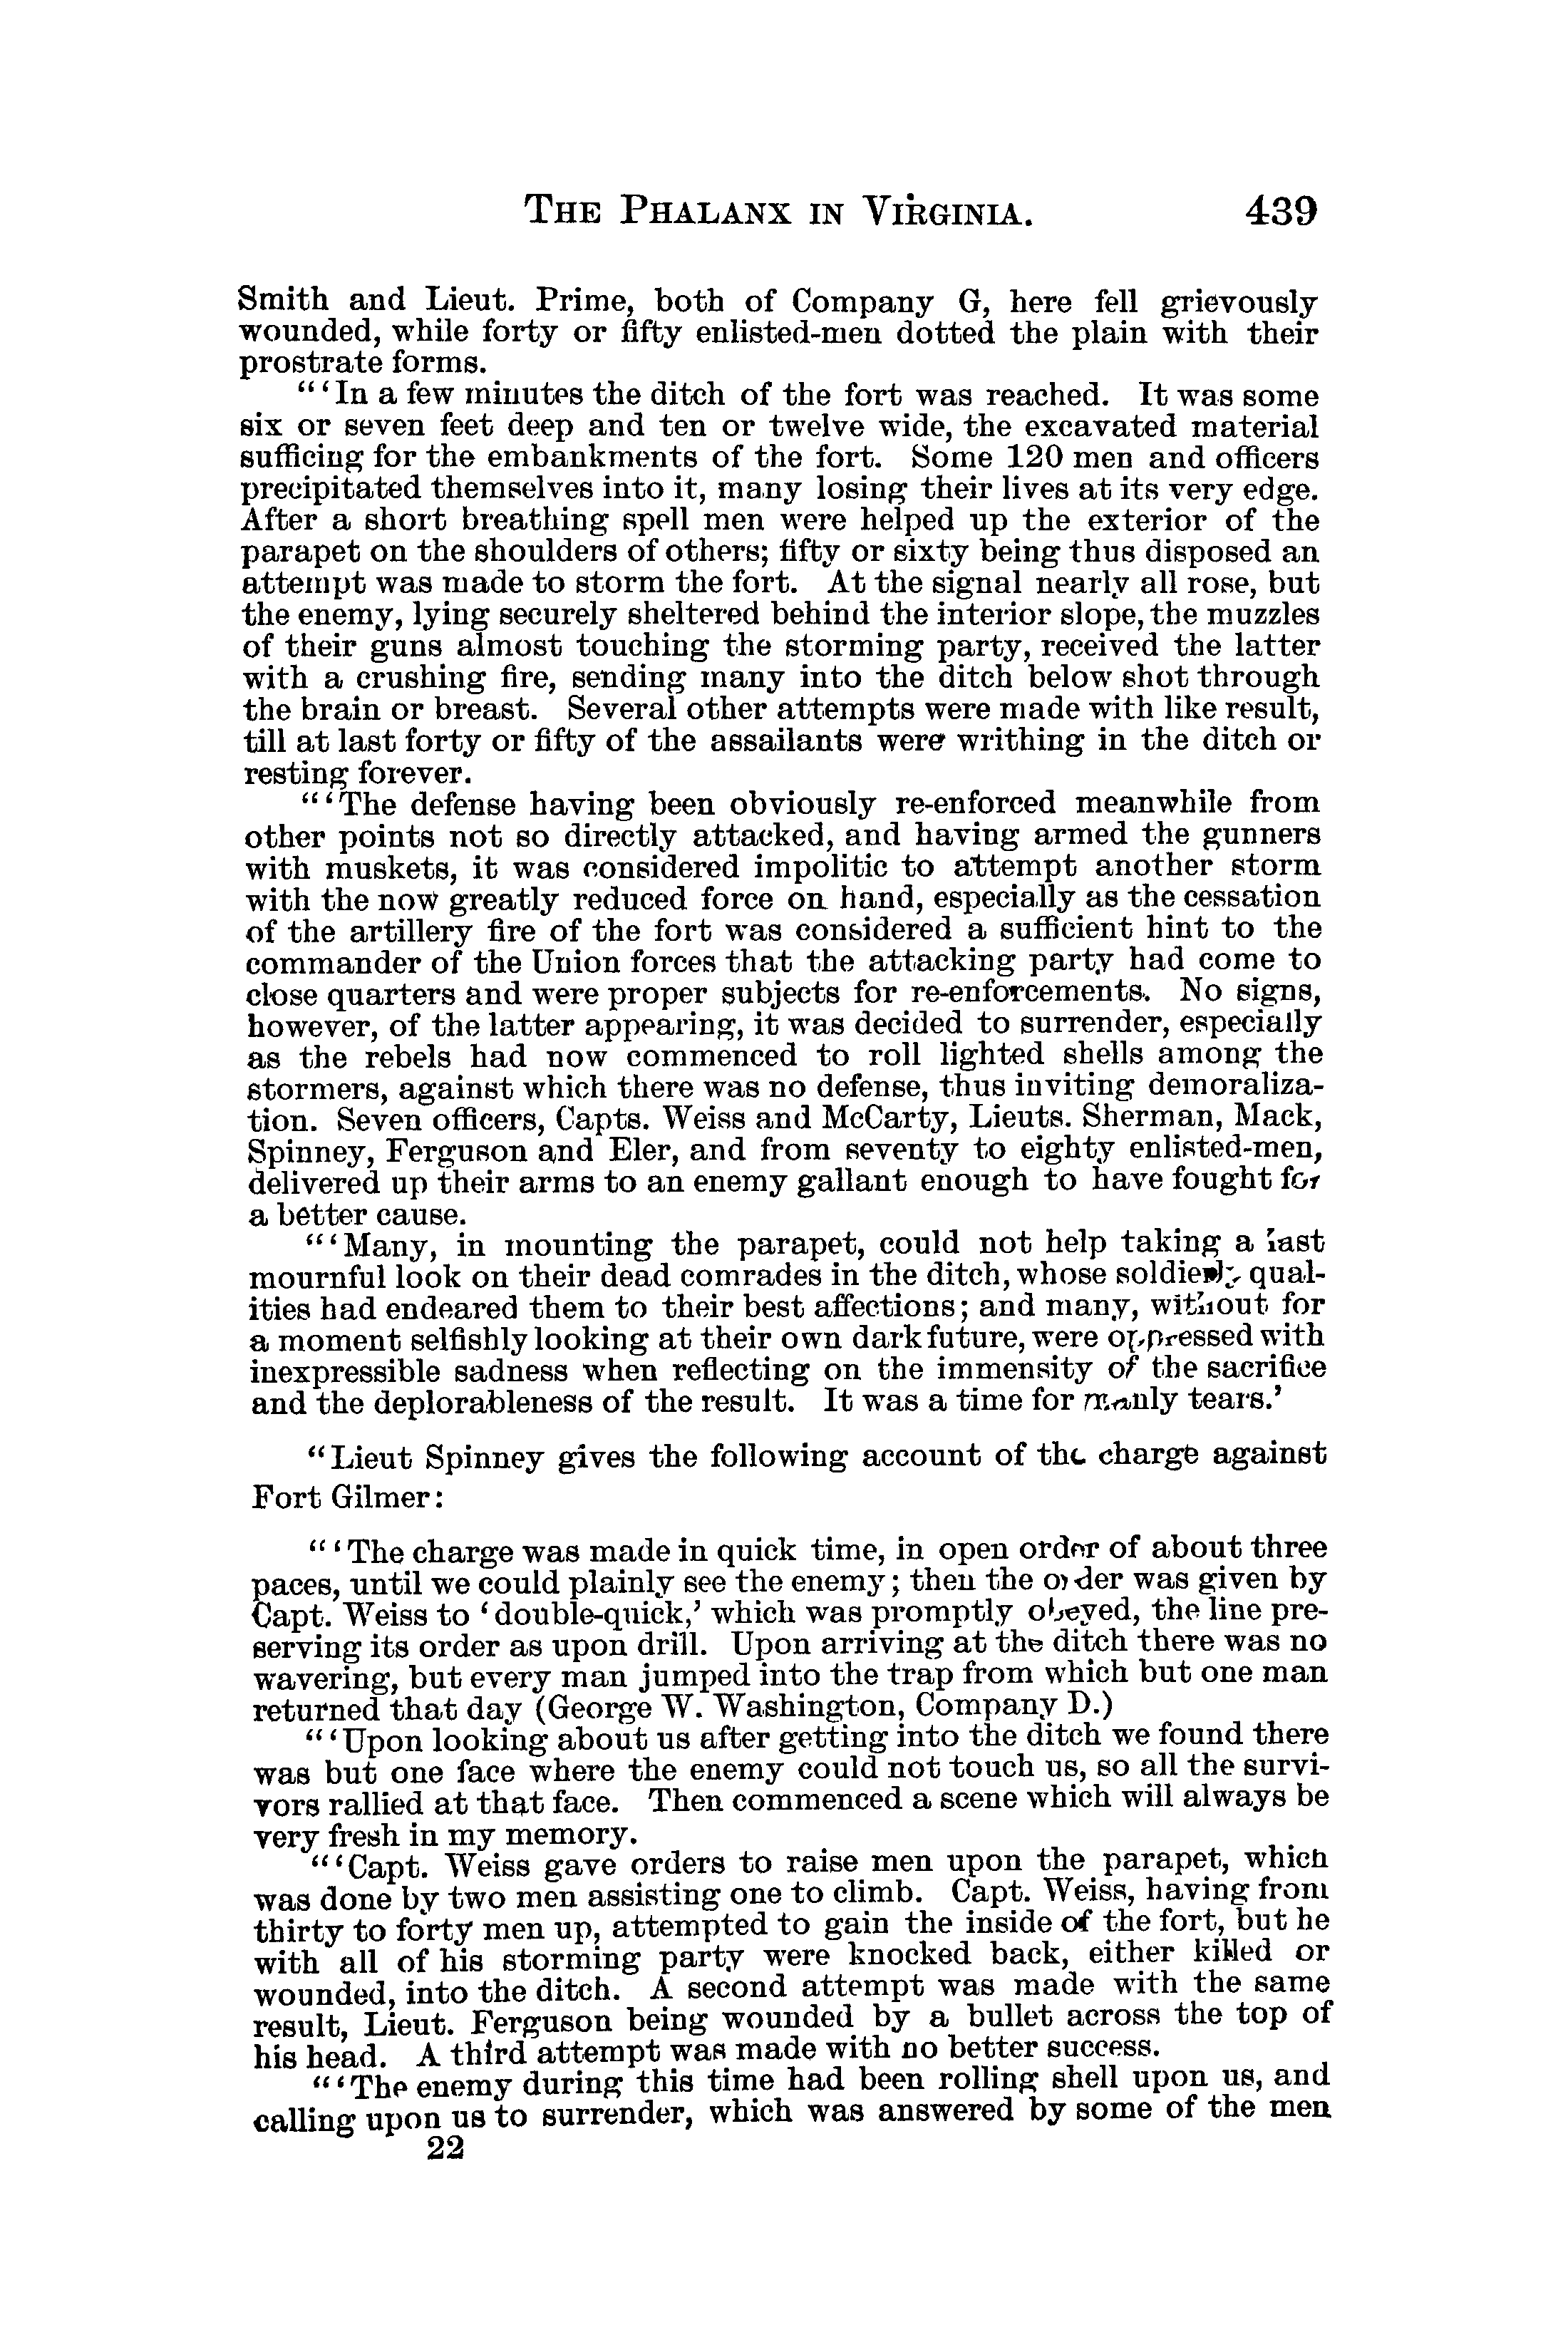 THE PHALANX IN VIRGINIA. 439
Smith and Lieut. Prime, both of Company G, here fell grievously
wounded, while forty or fifty enlisted-men dotted the plain with their
prostrate forms.
"'In a few minutes the ditch of the fort was reached. It was some
six or seven feet deep and ten or twelve wide, the excavated material
sufficing for the embankments of the fort. Some 120 men and officers
precipitated themselves into it, many losing their lives at its very edge.
After a short breathing spell men were helped up the exterior of the
parapet on the shoulders of others; fifty or sixty being thus disposed an
attempt was made to storm the fort. At the signal nearly all rose, but
the enemy, lying securely sheltered behind the interior slope, the muzzles
of their guns almost touching the storming party, received the latter
with a crushing fire, sending many into the ditch below shot through
the brain or breast. Several other attempts were made with like result,
till at last forty or fifty of the assailants were writhing in the ditch or
resting forever.
"'The defense having been obviously re-enforced meanwhile from
other points not so directly attacked, and having armed the gunners
with muskets, it was considered impolitic to attempt another storm
with the now greatly reduced force on hand, especially as the cessation
of the artillery fire of the fort was considered a sufficient hint to the
commander of the Union forces that the attacking party had come to
close quarters and were proper subjects for re-enforcements. No signs,
however, of the latter appearing, it was decided to surrender, especially
as the rebels had now commenced to roll lighted shells among the
stormers, against which there was no defense, thus inviting demoraliza-
tion. Seven officers, Capts. Weiss and McCarty, Lieuts. Sherman, Mack,
Spinney, Ferguson and Eler, and from seventy to eighty enlisted-men,
delivered up their arms to an enemy gallant enough to have fought for
a better cause.
"'Many, in mounting the parapet, could not help taking a last
mournful look on their dead comrades in the ditch, whose soldierly qual-
ities had endeared them to their best affections; and many, without for
a moment selfishly looking at their own dark future, were oppressed with
inexpressible sadness when reflecting on the immensity of the sacrifice
and the deplorableness of the result. It was a time for manly tears.'
"Lieut Spinney gives the following account of the charge against
Fort Gilmer:
"'The charge was made in quick time, in open order of about three
paces, until we could plainly see the enemy; then the order was given by
Capt. Weiss to 'double-quick,' which was promptly obeyed, the line pre-
serving its order as upon drill. Upon arriving at the ditch there was no
wavering, but every man jumped into the trap from which but one man
returned that day (George W. Washington, Company D.)
"'Upon looking about us after getting into the ditch we found there
was but one face where the enemy could not touch us, so all the survi-
vors rallied at that face. Then commenced a scene which will always be
very fresh in my memory.
"'Capt. Weiss gave orders to raise men upon the parapet, which
was done by two men assisting one to climb. Capt. Weiss, having from
thirty to forty men up, attempted to gain the inside of the fort, but he
with all of his storming party were knocked back, either killed or
wounded, into the ditch. A second attempt was made with the same
result, Lieut. Ferguson being wounded by a bullet across the top of
his head. A third attempt was made with no better success.
"'The enemy during this time had been rolling shell upon us, and
calling upon us to surrender, which was answered by some of the men
22